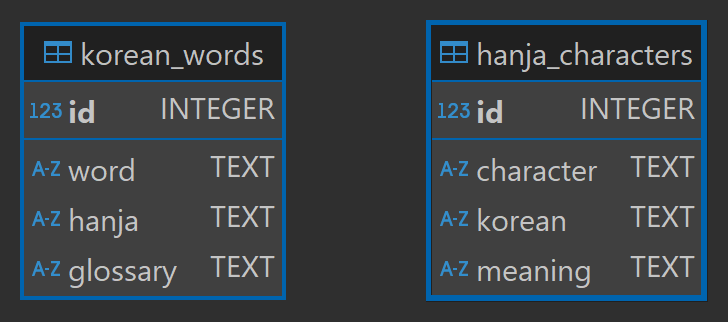 korean_words
123 id INTEGER
A-Z word TEXT
A-Z hanja TEXT
A-Z glossary TEXT
hanja_characters
123 id INTEGER
A-Z character TEXT
A-Z korean TEXT
A-Z meaning TEXT